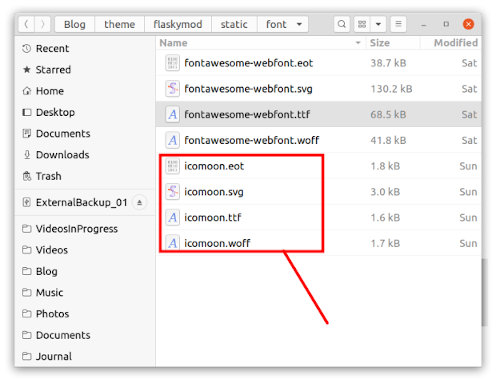 Blog theme flaskymod static font
Name Size Modified
Recent
Starred
Home
Desktop
Documents
Downloads
Trash
ExternalBackup_01
VideosInProgress
Videos
Blog
Music
Photos
Documents
Journal
fontawesome-webfont.eot 38.7 kB Sat
fontawesome-webfont.svg 130.2 kB Sat
fontawesome-webfont.ttf 68.5 kB Sat
fontawesome-webfont.woff 41.8 kB Sat
icomoon.eot 1.8 kB Sun
icomoon.svg 3.0 kB Sun
icomoon.ttf 1.6 kB Sun
icomoon.woff 1.7 kB Sun